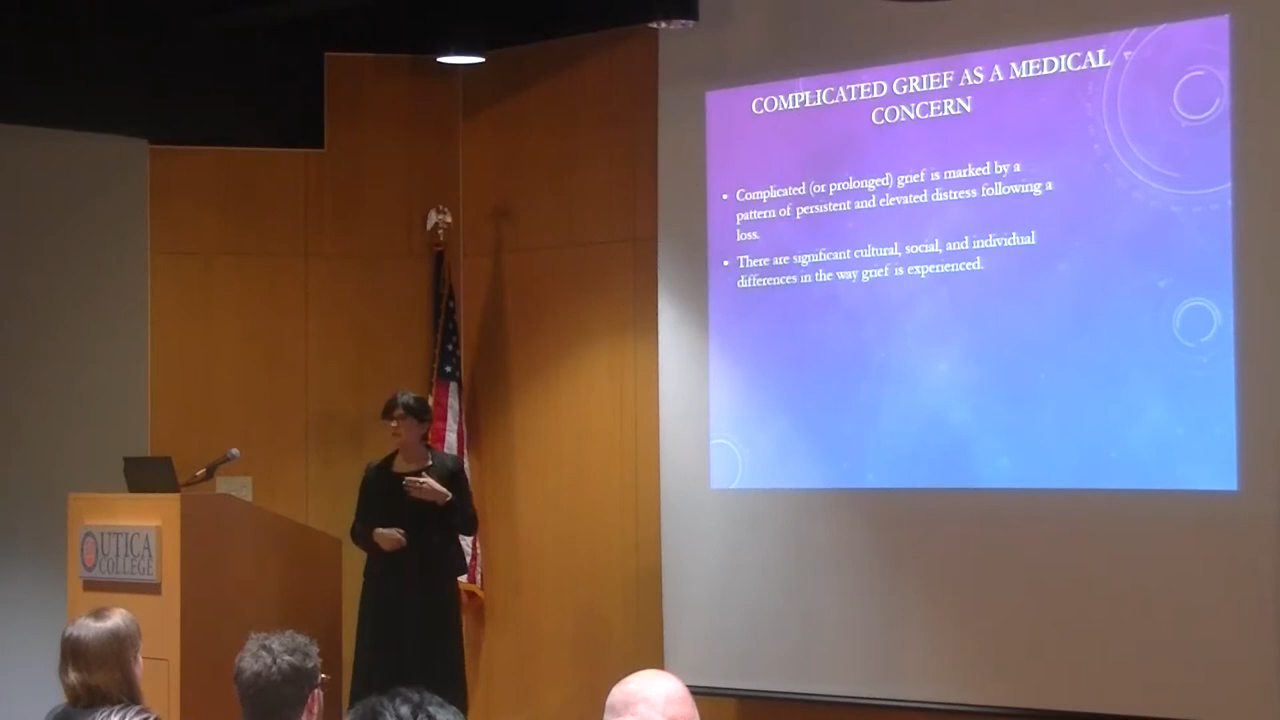 COMPLICATED GRIEF AS A MEDICAL
CONCERN
• Complicated (or prolonged) grief is marked by a
pattern of persistent and elevated distress following a
loss.
• There are significant cultural, social, and individual
differences in the way grief is experienced.
UTICA
COLLEGE